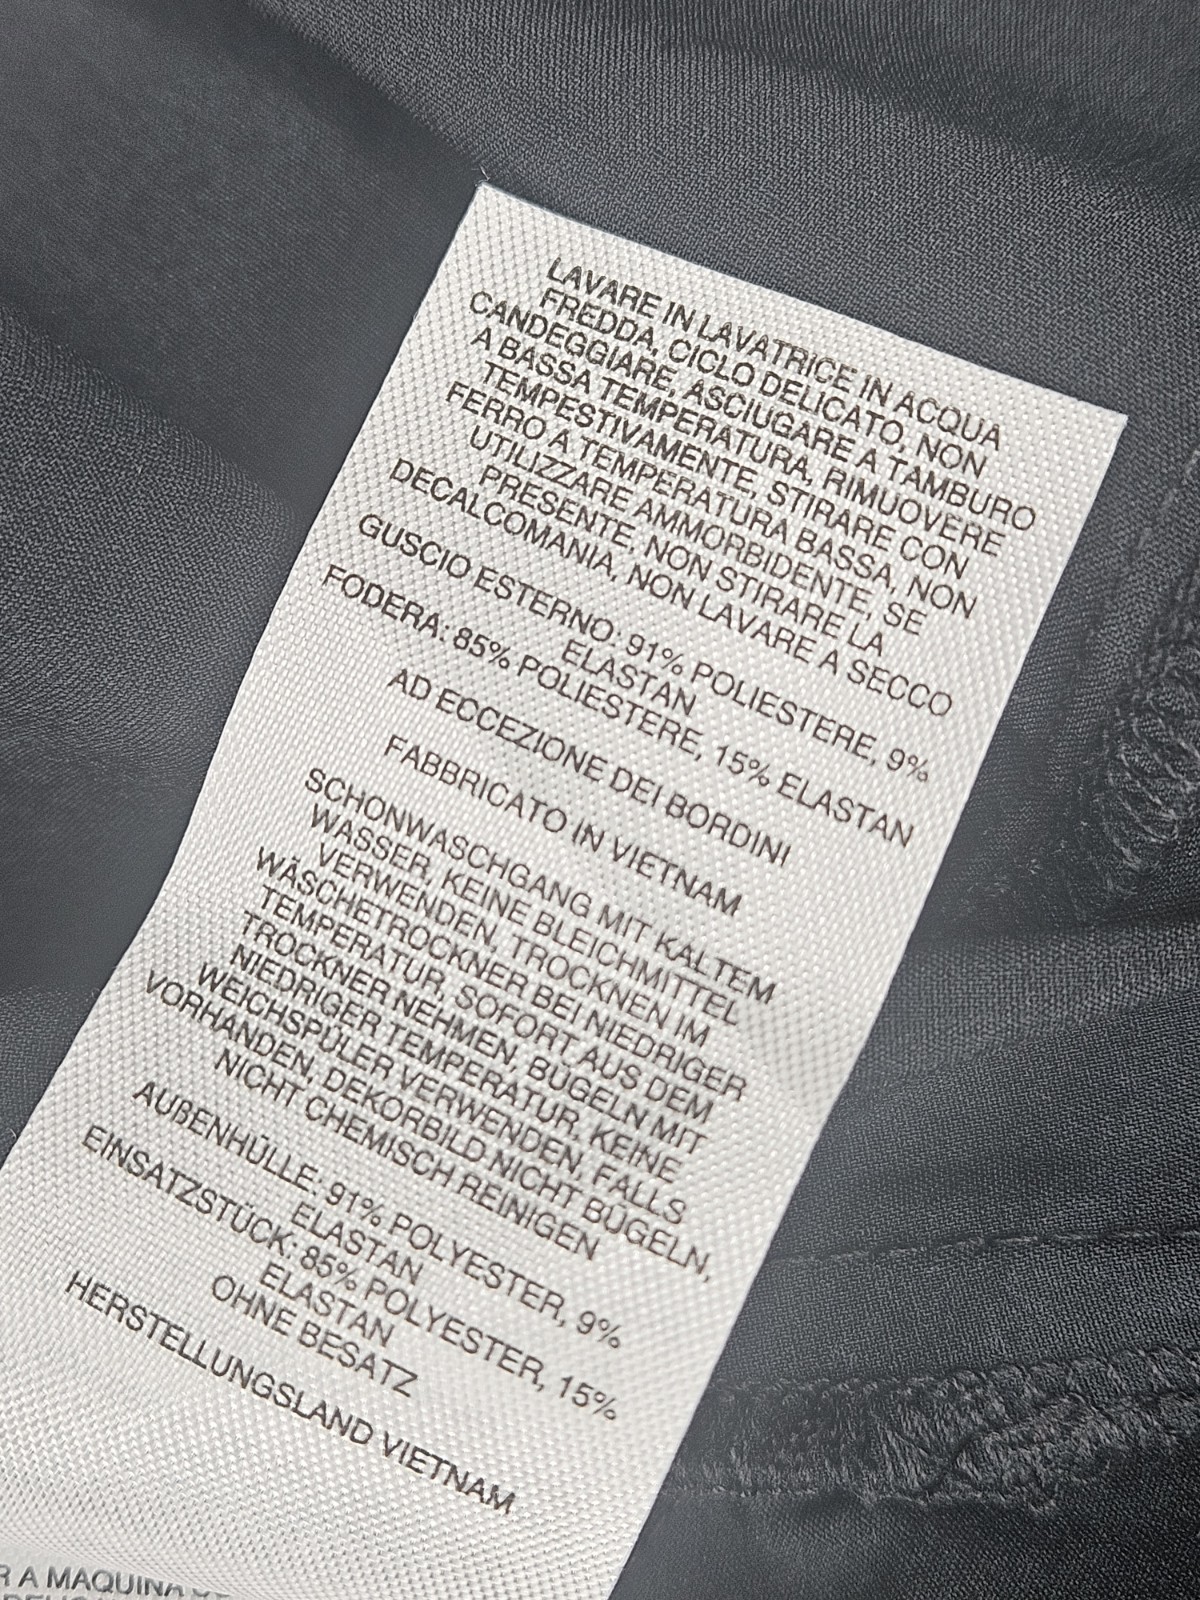 LAVARE IN LAVATRICE IN ACQUA
FREDDA, CICLO DELICATO, NON
CANDEGGIARE, ASCIUGARE A TAMBURO
A BASSA TEMPERATURA, RIMUOVERE
TEMPESTIVAMENTE, STIRARE CON
FERRO A TEMPERATURA BASSA, NON
UTILIZZARE AMMORBIDENTE, SE
PRESENTE, NON STIRARE LA
DECALCOMANIA, NON LAVARE A SECCO
GUSCIO ESTERNO: 91% POLIESTERE, 9%
ELASTAN
FODERA: 85% POLIESTERE, 15% ELASTAN
AD ECCEZIONE DEI BORDINI
FABBRICATO IN VIETNAM
SCHONWASCHGANG MIT KALTEM
WASSER, KEINE BLEICHMITTEL
VERWENDEN, TROCKNEN IM
WÄSCHETROCKNER BEI NIEDRIGER
TEMPERATUR, SOFORT AUS DEM
TROCKNER NEHMEN, BÜGELN MIT
NIEDRIGER TEMPERATUR, KEINE
WEICHSPÜLER VERWENDEN, FALLS
VORHANDEN, DEKORBILD NICHT BÜGELN,
NICHT CHEMISCH REINIGEN
AUßENHÜLLE: 91% POLYESTER, 9%
ELASTAN
EINSATZSTÜCK: 85% POLYESTER, 15%
ELASTAN
OHNE BESATZ
HERSTELLUNGSLAND VIETNAM
A MAQUINA